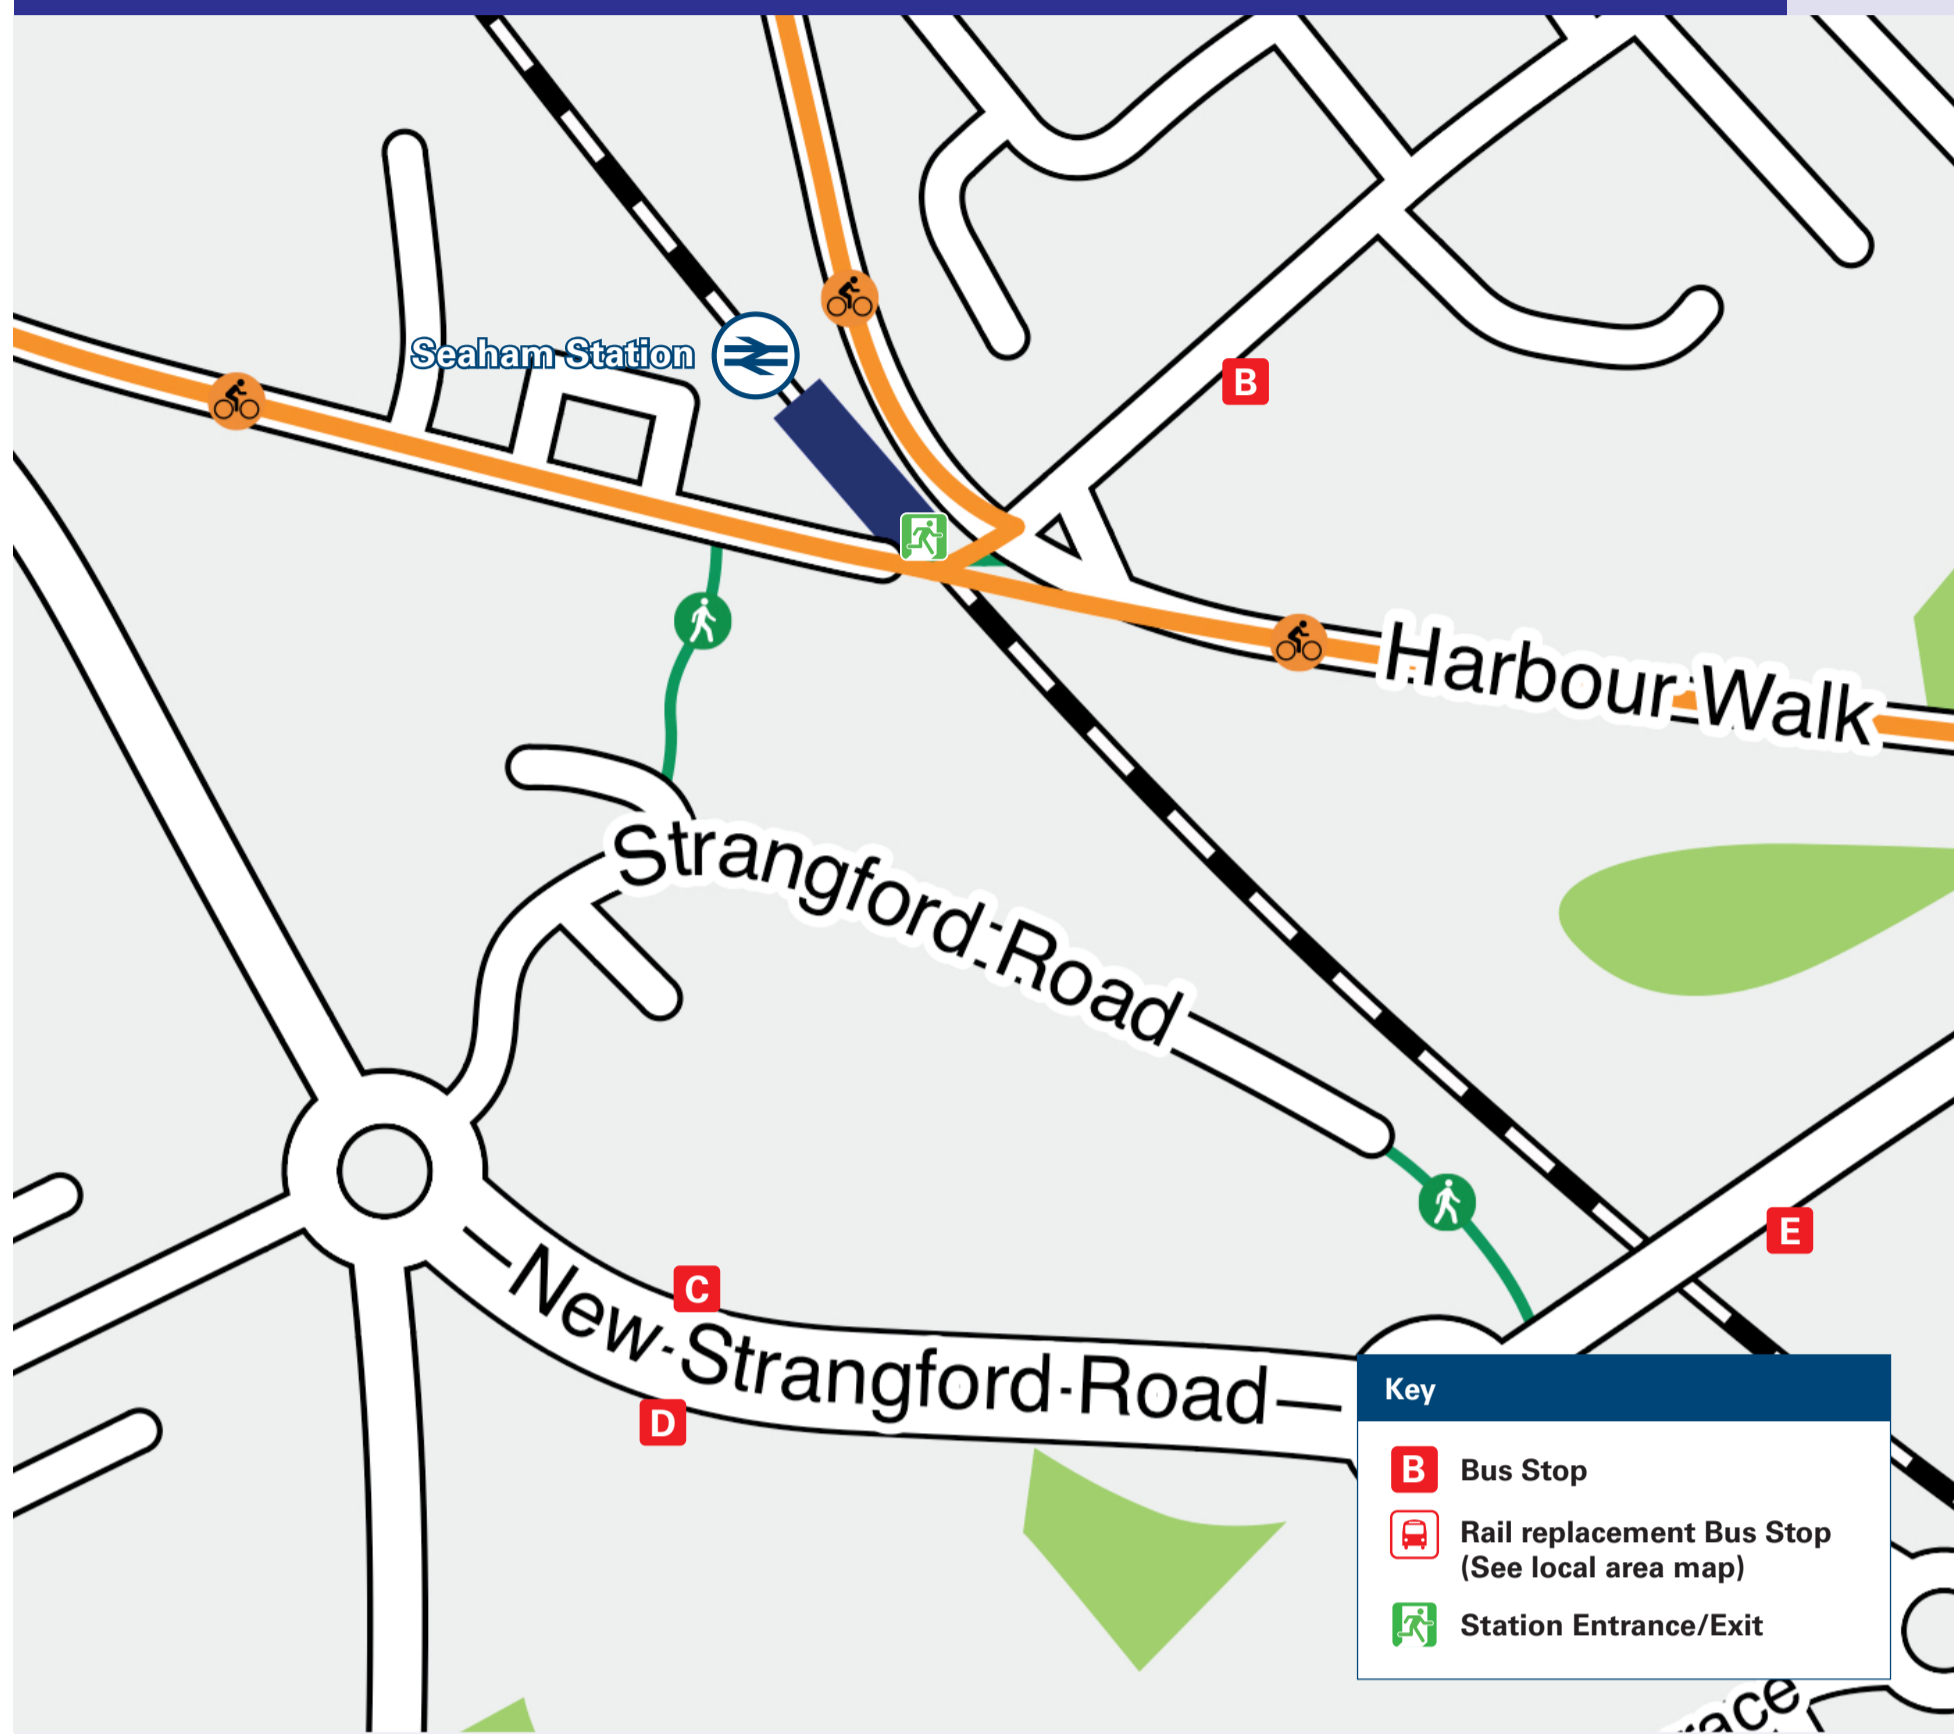 Seaham Station
B
Harbour Walk
Strangford Road
E
C
New Strangford Road
D
Key
B Bus Stop
Rail replacement Bus Stop
(See local area map)
Station Entrance/Exit